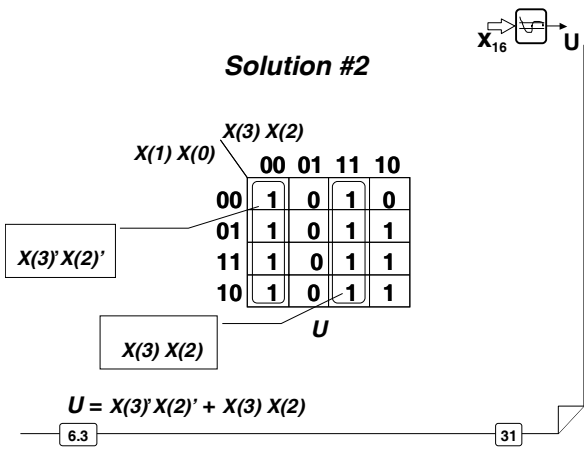 X16
U
Solution #2
X(3) X(2)
X(1) X(0)
00 01 11 10
00 1 0 1 0
01 1 0 1 1
11 1 0 1 1
10 1 0 1 1
X(3)' X(2)'
U
X(3) X(2)
U = X(3)' X(2)' + X(3) X(2)
6.3
31